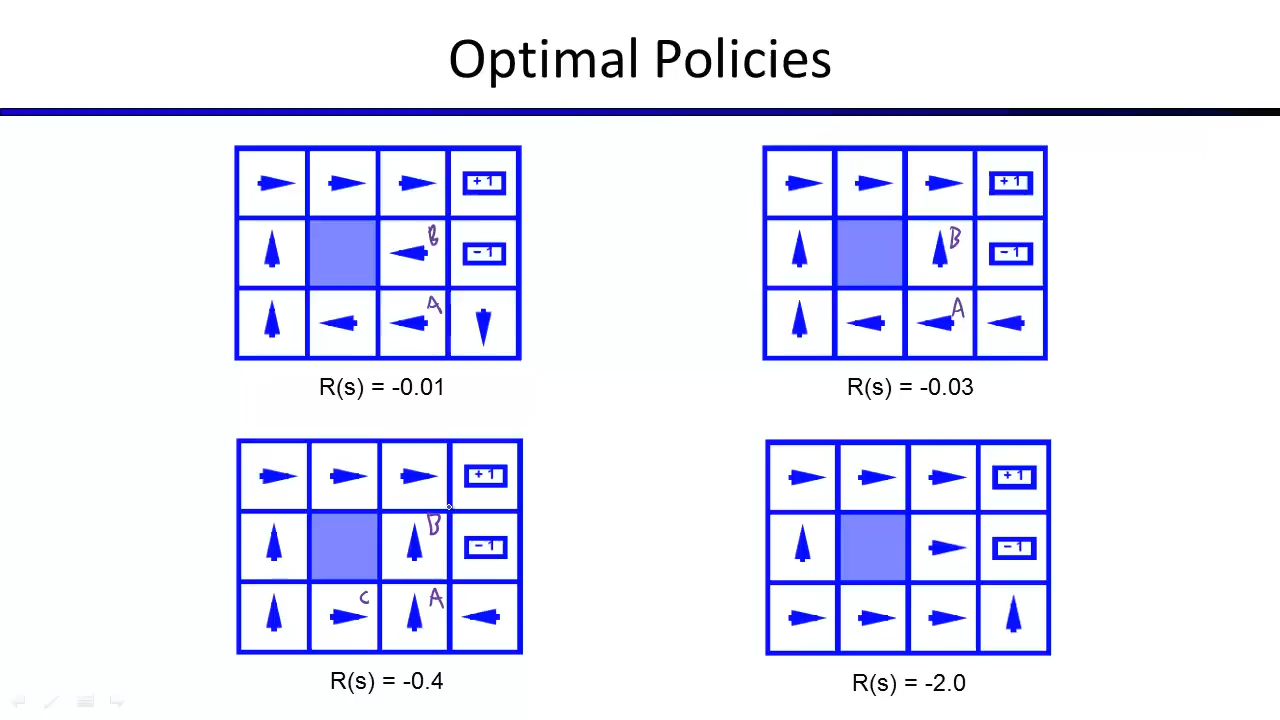 Optimal Policies
+1
+1
B
-1
B
-1
A
A
R(s) = -0.01
R(s) = -0.03
+1
+1
B
-1
-1
C
A
R(s) = -0.4
R(s) = -2.0